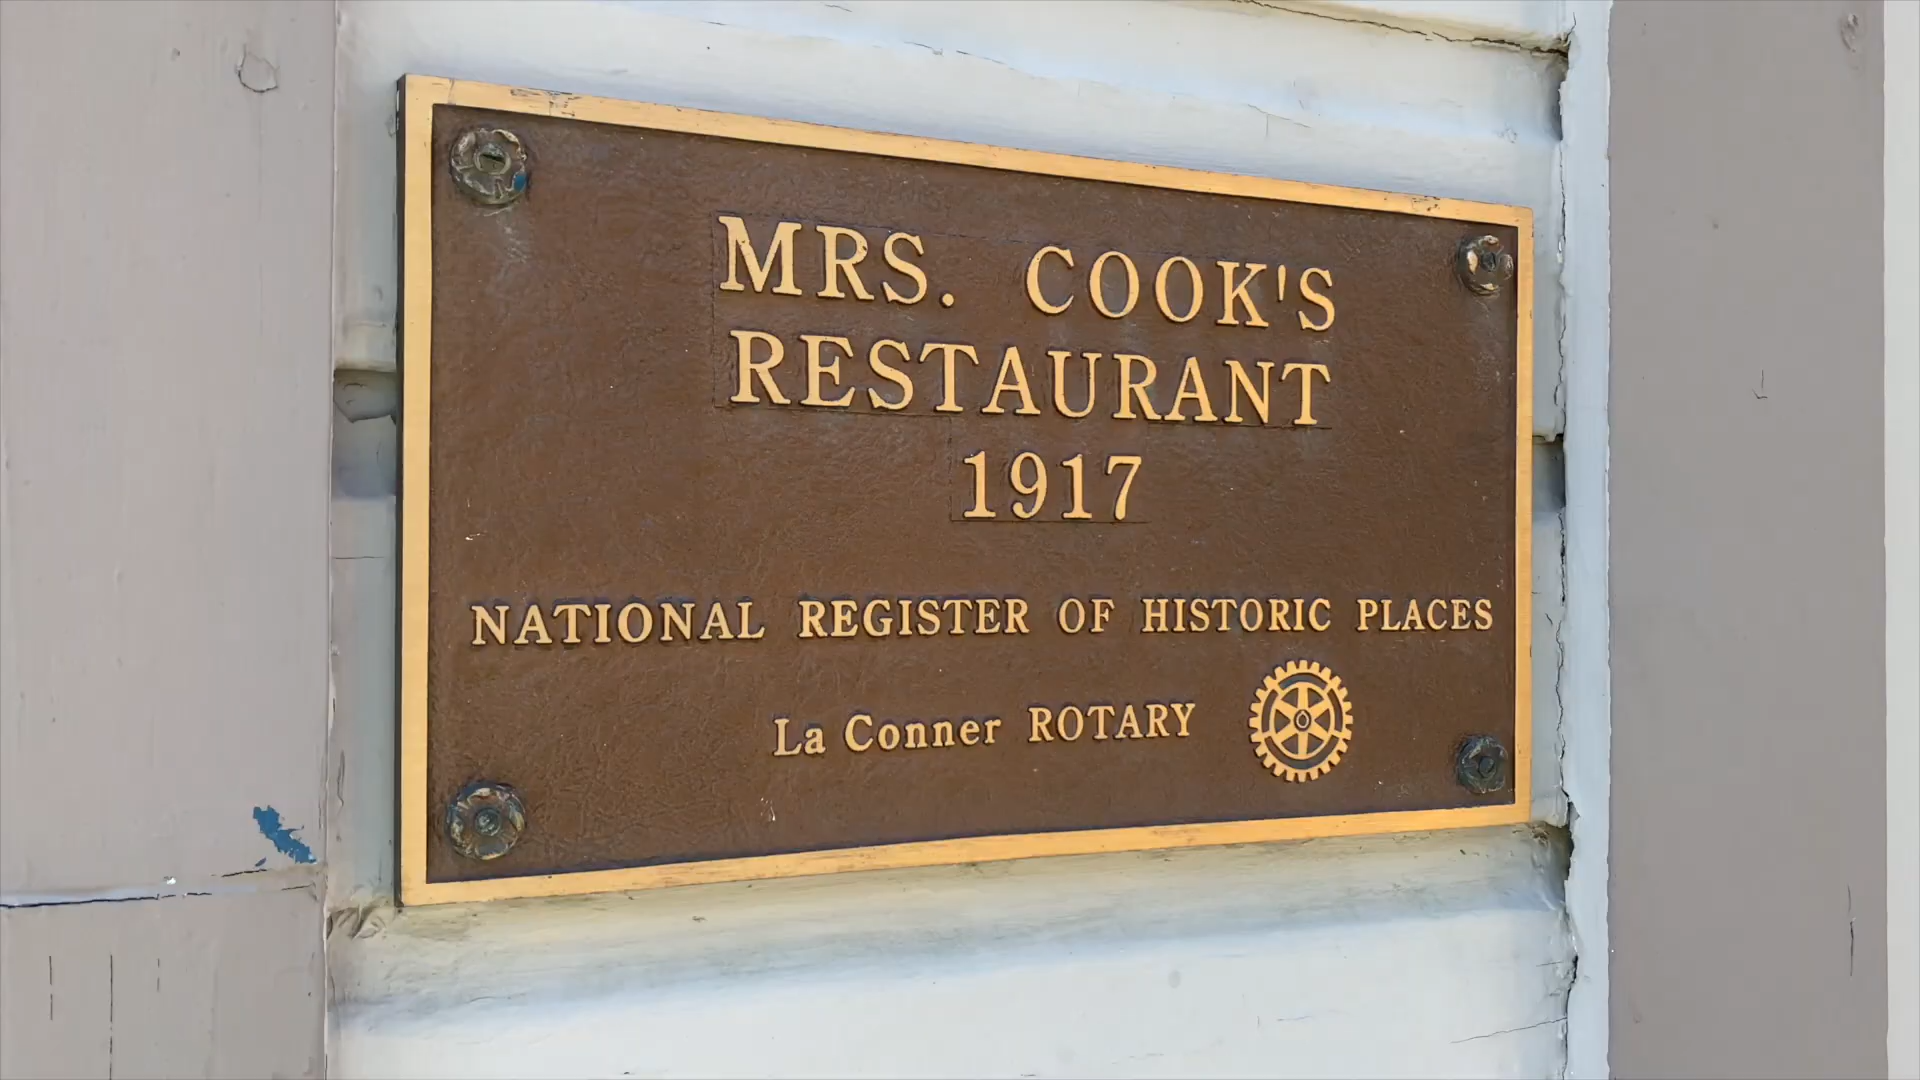 MRS. COOK'S
RESTAURANT
1917
NATIONAL REGISTER OF HISTORIC PLACES
La Conner ROTARY